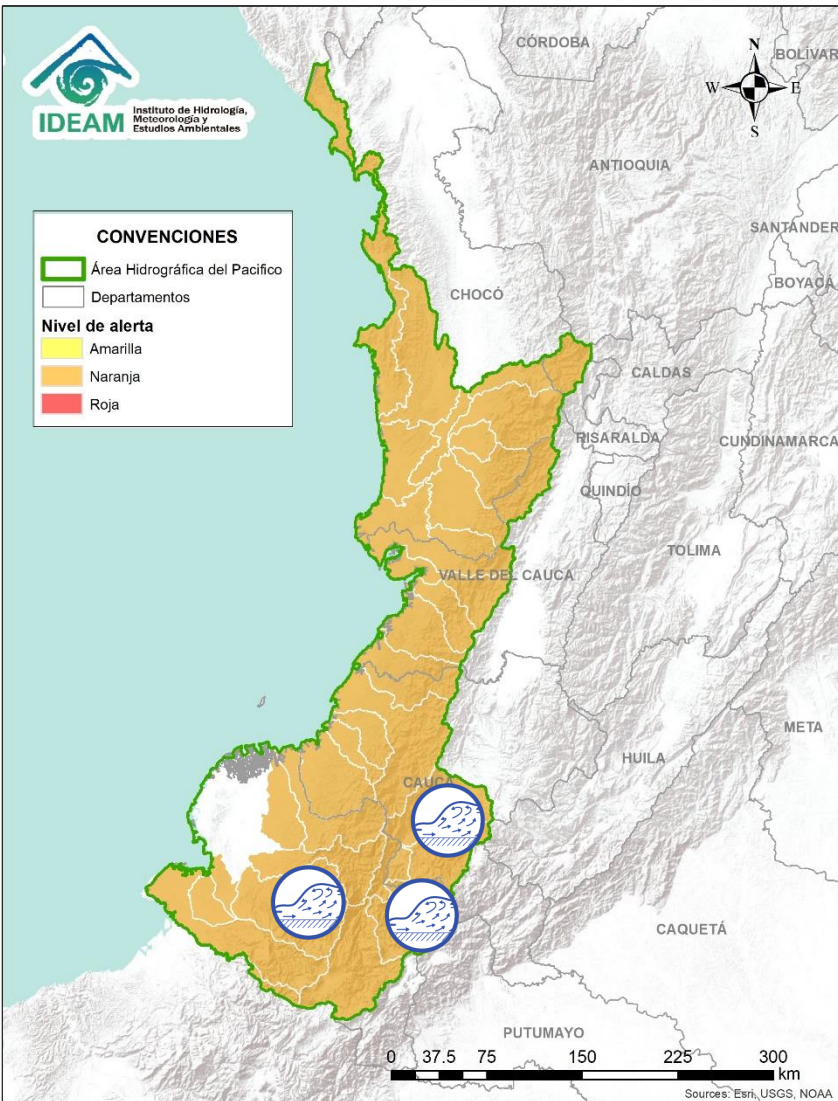 IDEAM
Instituto de Hidrología,
Meteorología y
Estudios Ambientales
CÓRDOBA
BOLÍVAR
N
W
E
S
ANTIOQUIA
SANTANDER
BOYACÁ
CONVENCIONES
Área Hidrográfica del Pacifico
Departamentos
Nivel de alerta
Amarilla
Naranja
Roja
CHOCÓ
CALDAS
RISARALDA
CUNDINAMARCA
QUINDÍO
TOLIMA
VALLE DEL CAUCA
META
HUILA
CAUCA
CAQUETÁ
PUTUMAYO
0 37.5 75 150 225 300
km
Sources: Esri, USGS, NOAA